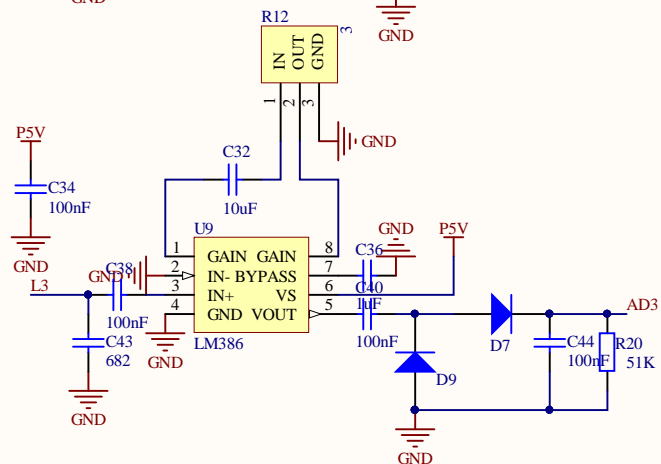 GND
GND
R12
3
IN
OUT
GND
1
2
3
GND
P5V
C34
100nF
GND
C32
10uF
U9
GND
P5V
1
GAIN
GAIN
8
C36
GND
2
IN-
BYPASS
7
1uF
L3
C38
100nF
3
IN+
VS
6
C40
100nF
4
GND
VOUT
5
LM386
GND
C43
682
GND
D7
D9
GND
C44
100nF
R20
51K
AD3